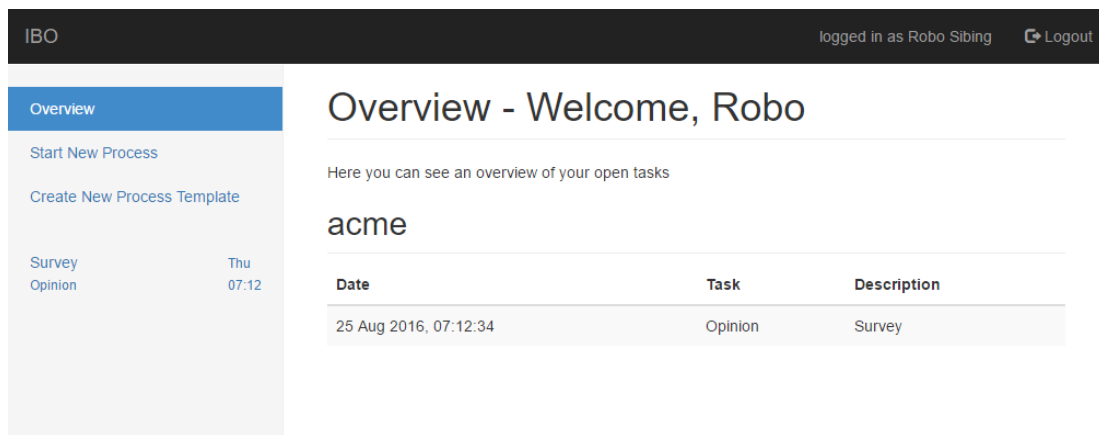 IBO logged in as Robo Sibing Logout
Overview
Start New Process
Create New Process Template
Survey Thu
Opinion 07:12
Overview - Welcome, Robo
Here you can see an overview of your open tasks
acme
Date Task Description
25 Aug 2016, 07:12:34 Opinion Survey